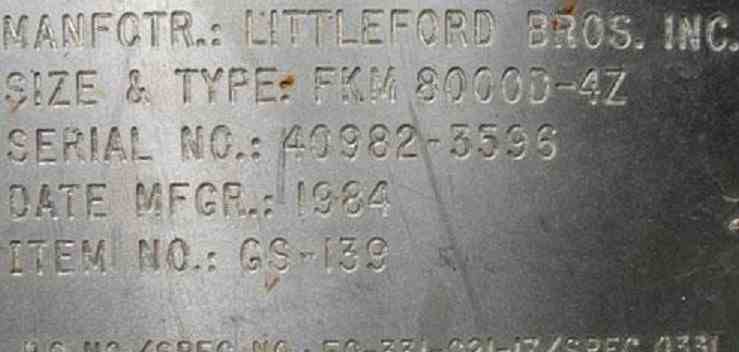 MANFCTR.: LITTLEFORD BROS. INC.
SIZE & TYPE: FKM 8000D-4Z
SERIAL NO.: 40982-3596
DATE MFGR.: 1984
ITEM NO.: GS-139